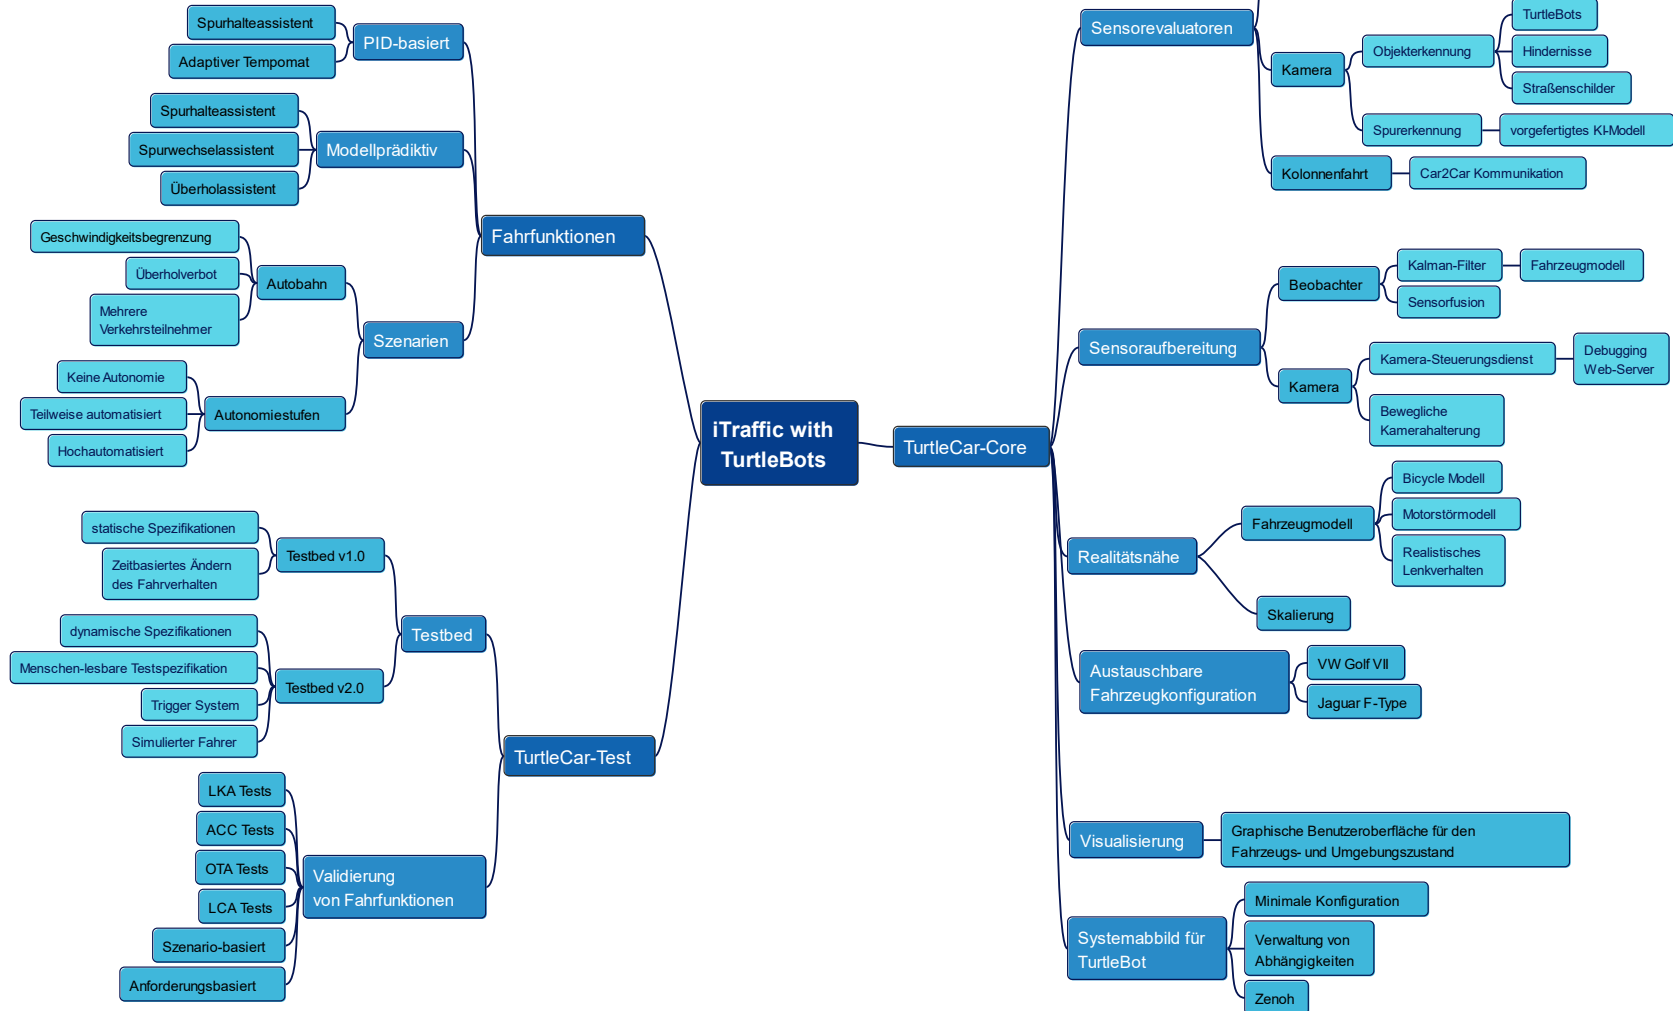 iTraffic with
TurtleBots
Fahrfunktionen
PID-basiert
Spurhalteassistent
Adaptiver Tempomat
Modellprädiktiv
Spurhalteassistent
Spurwechselassistent
Überholassistent
Szenarien
Autobahn
Geschwindigkeitsbegrenzung
Überholverbot
Mehrere
Verkehrsteilnehmer
Autonomiestufen
Keine Autonomie
Teilweise automatisiert
Hochautomatisiert
TurtleCar-Test
Testbed
Testbed v1.0
statische Spezifikationen
Zeitbasiertes Ändern
des Fahrverhalten
Testbed v2.0
dynamische Spezifikationen
Menschen-lesbare Testspezifikation
Trigger System
Simulierter Fahrer
Validierung
von Fahrfunktionen
LKA Tests
ACC Tests
OTA Tests
LCA Tests
Szenario-basiert
Anforderungsbasiert
TurtleCar-Core
Sensorevaluatoren
Kamera
Objekterkennung
TurtleBots
Hindernisse
Straßenschilder
Spurerkennung
vorgefertigtes KI-Modell
Kolonnenfahrt
Car2Car Kommunikation
Sensoraufbereitung
Beobachter
Kalman-Filter
Fahrzeugmodell
Sensorfusion
Kamera
Kamera-Steuerungsdienst
Debugging
Web-Server
Bewegliche
Kamerahalterung
Realitätsnähe
Fahrzeugmodell
Bicycle Modell
Motorstörmodell
Realistisches
Lenkverhalten
Skalierung
Austauschbare
Fahrzeugkonfiguration
VW Golf VII
Jaguar F-Type
Visualisierung
Graphische Benutzeroberfläche für den
Fahrzeugs- und Umgebungszustand
Systemabbild für
TurtleBot
Minimale Konfiguration
Verwaltung von
Abhängigkeiten
Zenoh